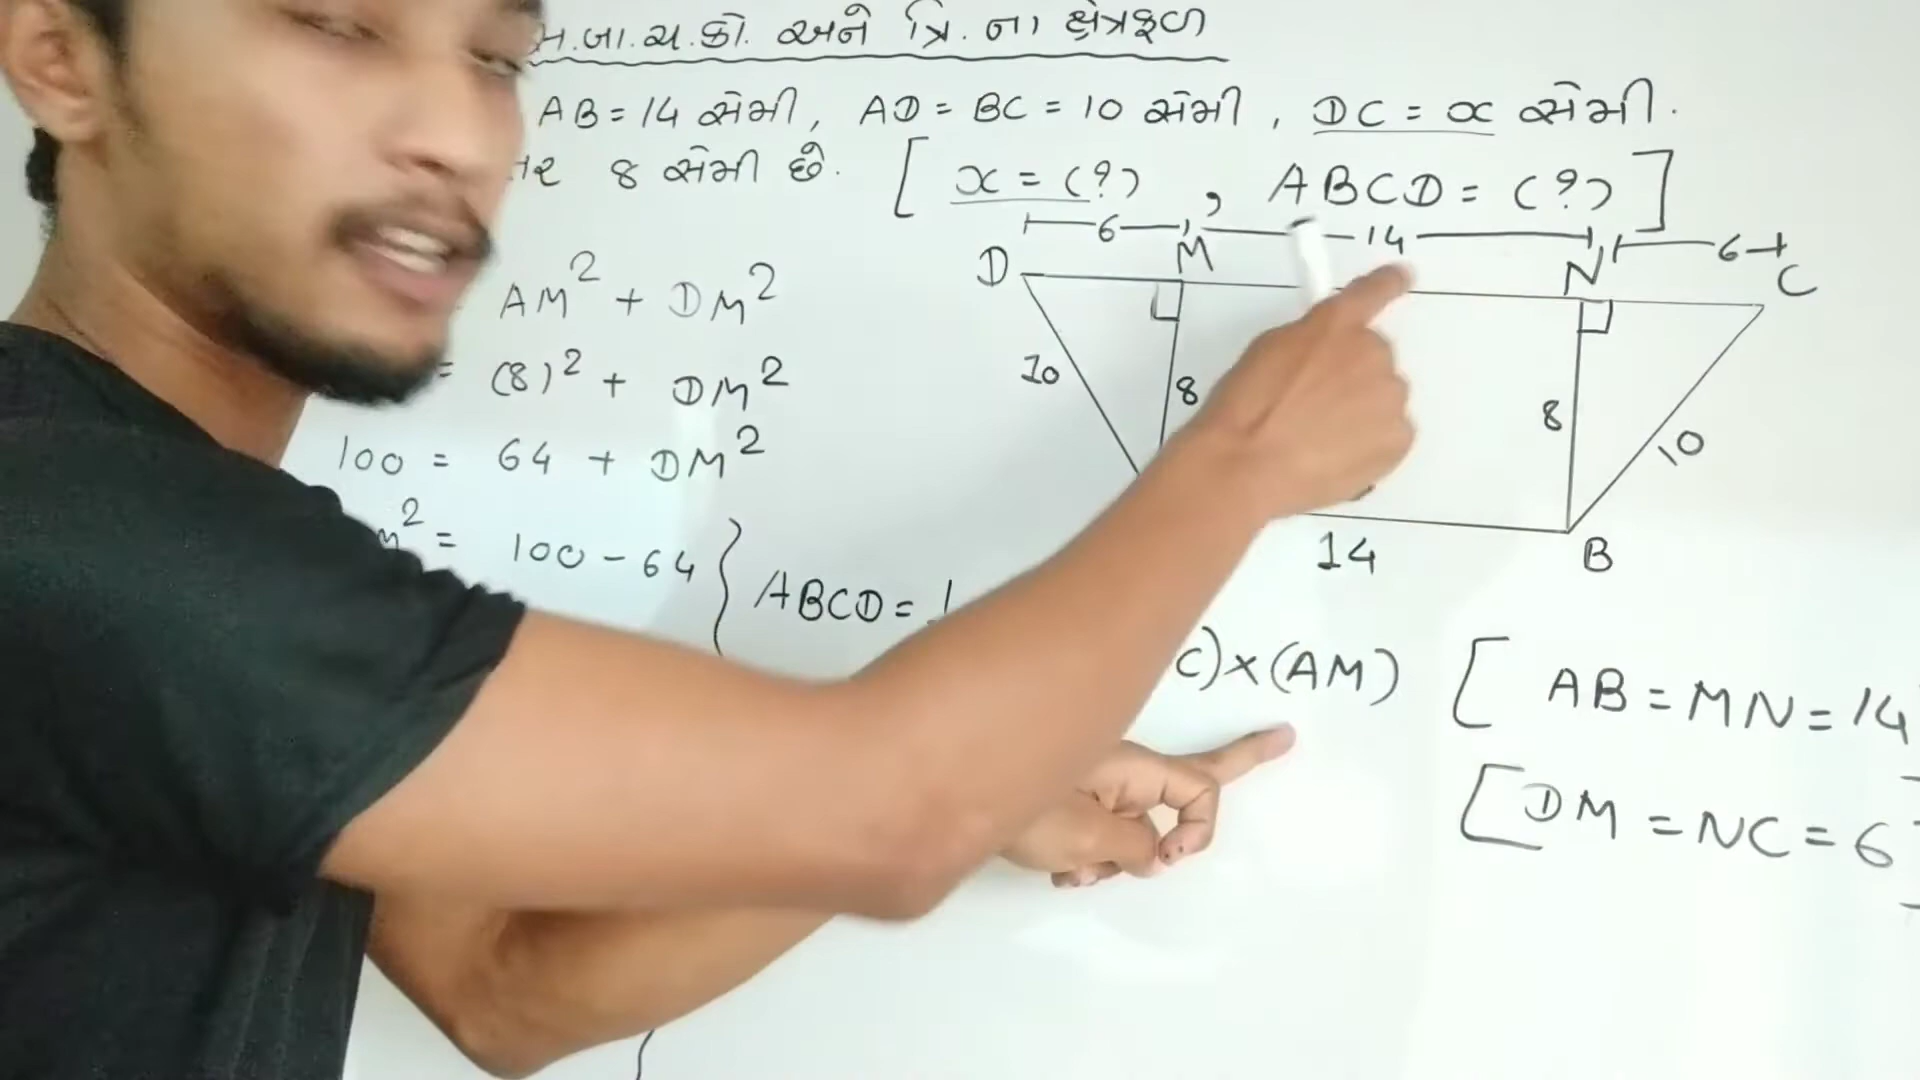 સ.બા.ચ.કો. અને ત્રિ. ના ક્ષેત્રફળ
AB = 14 સેમી, AD = BC = 10 સેમી, DC = x સેમી.
8 સેમી છે. [ x = (?) , ABCD = (?) ]
6 14 6
D M N C
AM² + DM²
= (8)² + DM²
10 8 8 10
100 = 64 + DM²
m² = 100 - 64
14 B
} ABCD =
C) × (AM)
[ AB = MN = 14
[ DM = NC = 6 ]